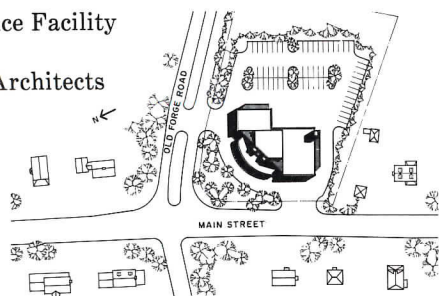 ce Facility
Architects
N
OLD FORGE ROAD
MAIN STREET